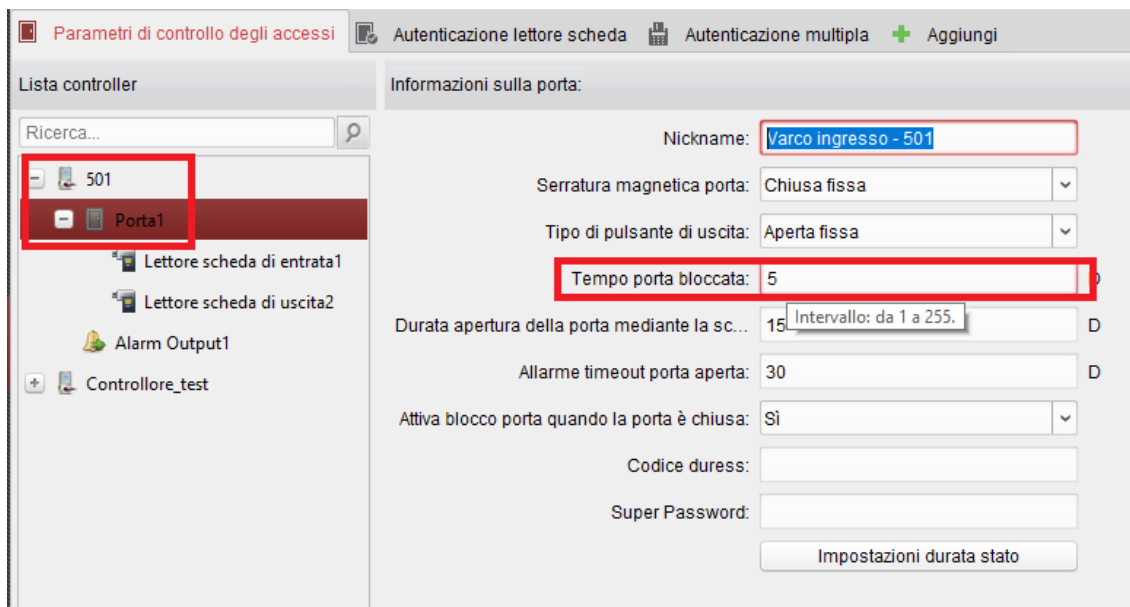 Parametri di controllo degli accessi Autenticazione lettore scheda Autenticazione multipla Aggiungi
Lista controller
Ricerca...
501
Porta1
Lettore scheda di entrata1
Lettore scheda di uscita2
Alarm Output1
Controllore_test
Informazioni sulla porta:
Nickname: Varco ingresso - 501
Serratura magnetica porta: Chiusa fissa
Tipo di pulsante di uscita: Aperta fissa
Tempo porta bloccata: 5 D
Intervallo: da 1 a 255.
Durata apertura della porta mediante la sc... 15 D
Allarme timeout porta aperta: 30 D
Attiva blocco porta quando la porta è chiusa: Sì
Codice duress:
Super Password:
Impostazioni durata stato